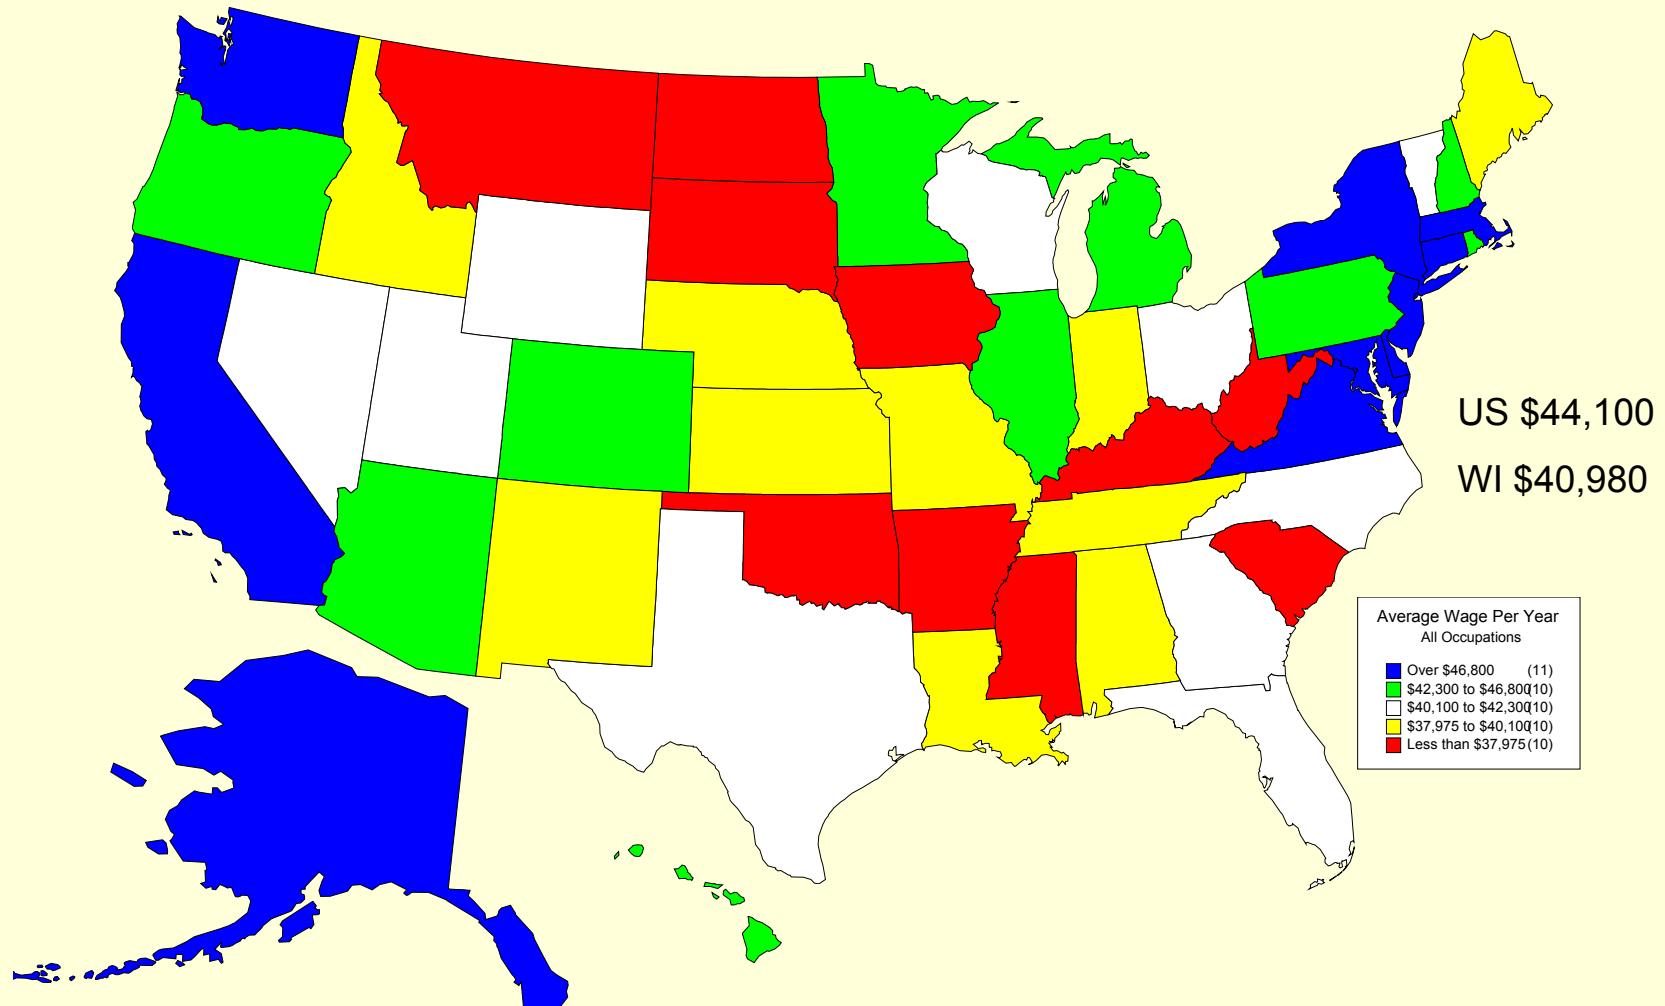 US $44,100
WI $40,980
Average Wage Per Year
All Occupations
Over $46,800 (11)
$42,300 to $46,800 (10)
$40,100 to $42,300 (10)
$37,975 to $40,100 (10)
Less than $37,975 (10)